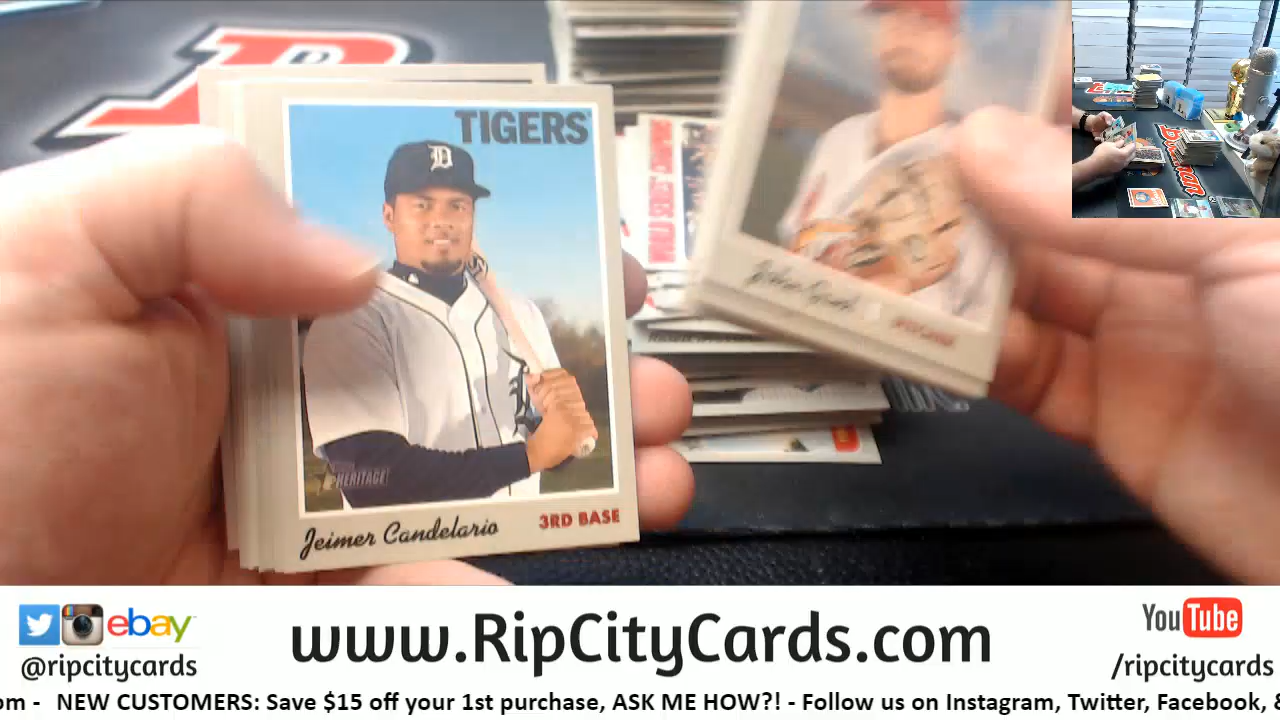 TIGERS
D
HERITAGE
Jeimer Candelario
3RD BASE
ebay
@ripcitycards
www.RipCityCards.com
YouTube
/ripcitycards
om - NEW CUSTOMERS: Save $15 off your 1st purchase, ASK ME HOW?! - Follow us on Instagram, Twitter, Facebook, &